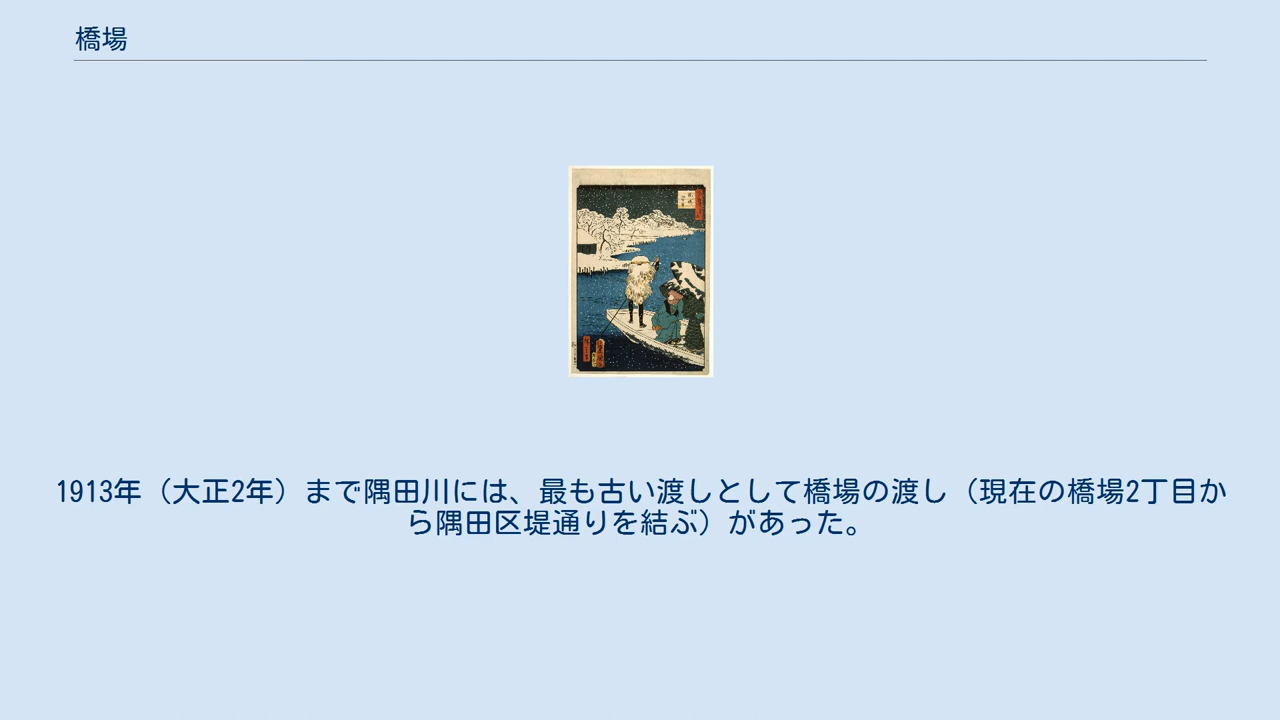 橋場
1913年（大正2年）まで隅田川には、最も古い渡しとして橋場の渡し（現在の橋場2丁目か
ら隅田区堤通りを結ぶ）があった。